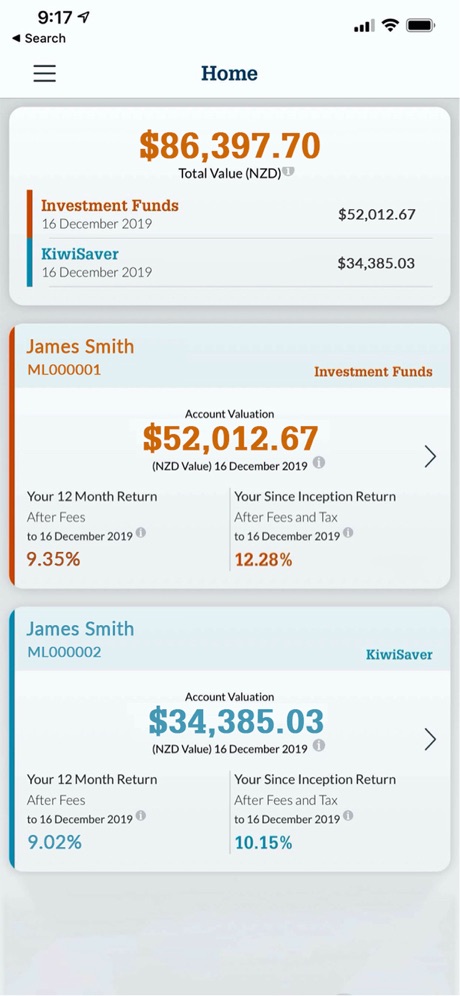 9:17
◀ Search
Home
$86,397.70
Total Value (NZD) i
Investment Funds
16 December 2019
$52,012.67
KiwiSaver
16 December 2019
$34,385.03
James Smith
ML000001
Investment Funds
Account Valuation
$52,012.67
(NZD Value) 16 December 2019 i
Your 12 Month Return
After Fees
to 16 December 2019 i
9.35%
Your Since Inception Return
After Fees and Tax
to 16 December 2019 i
12.28%
James Smith
ML000002
KiwiSaver
Account Valuation
$34,385.03
(NZD Value) 16 December 2019 i
Your 12 Month Return
After Fees
to 16 December 2019 i
9.02%
Your Since Inception Return
After Fees and Tax
to 16 December 2019 i
10.15%